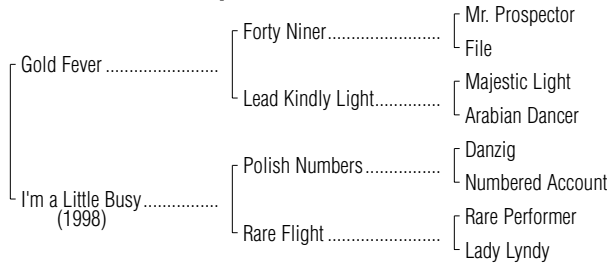 Mr. Prospector
Forty Niner......................
File
Gold Fever .......................
Majestic Light
Lead Kindly Light..............
Arabian Dancer
Danzig
Polish Numbers................
Numbered Account
I'm a Little Busy................
(1998)
Rare Performer
Rare Flight .......................
Lady Lyndy